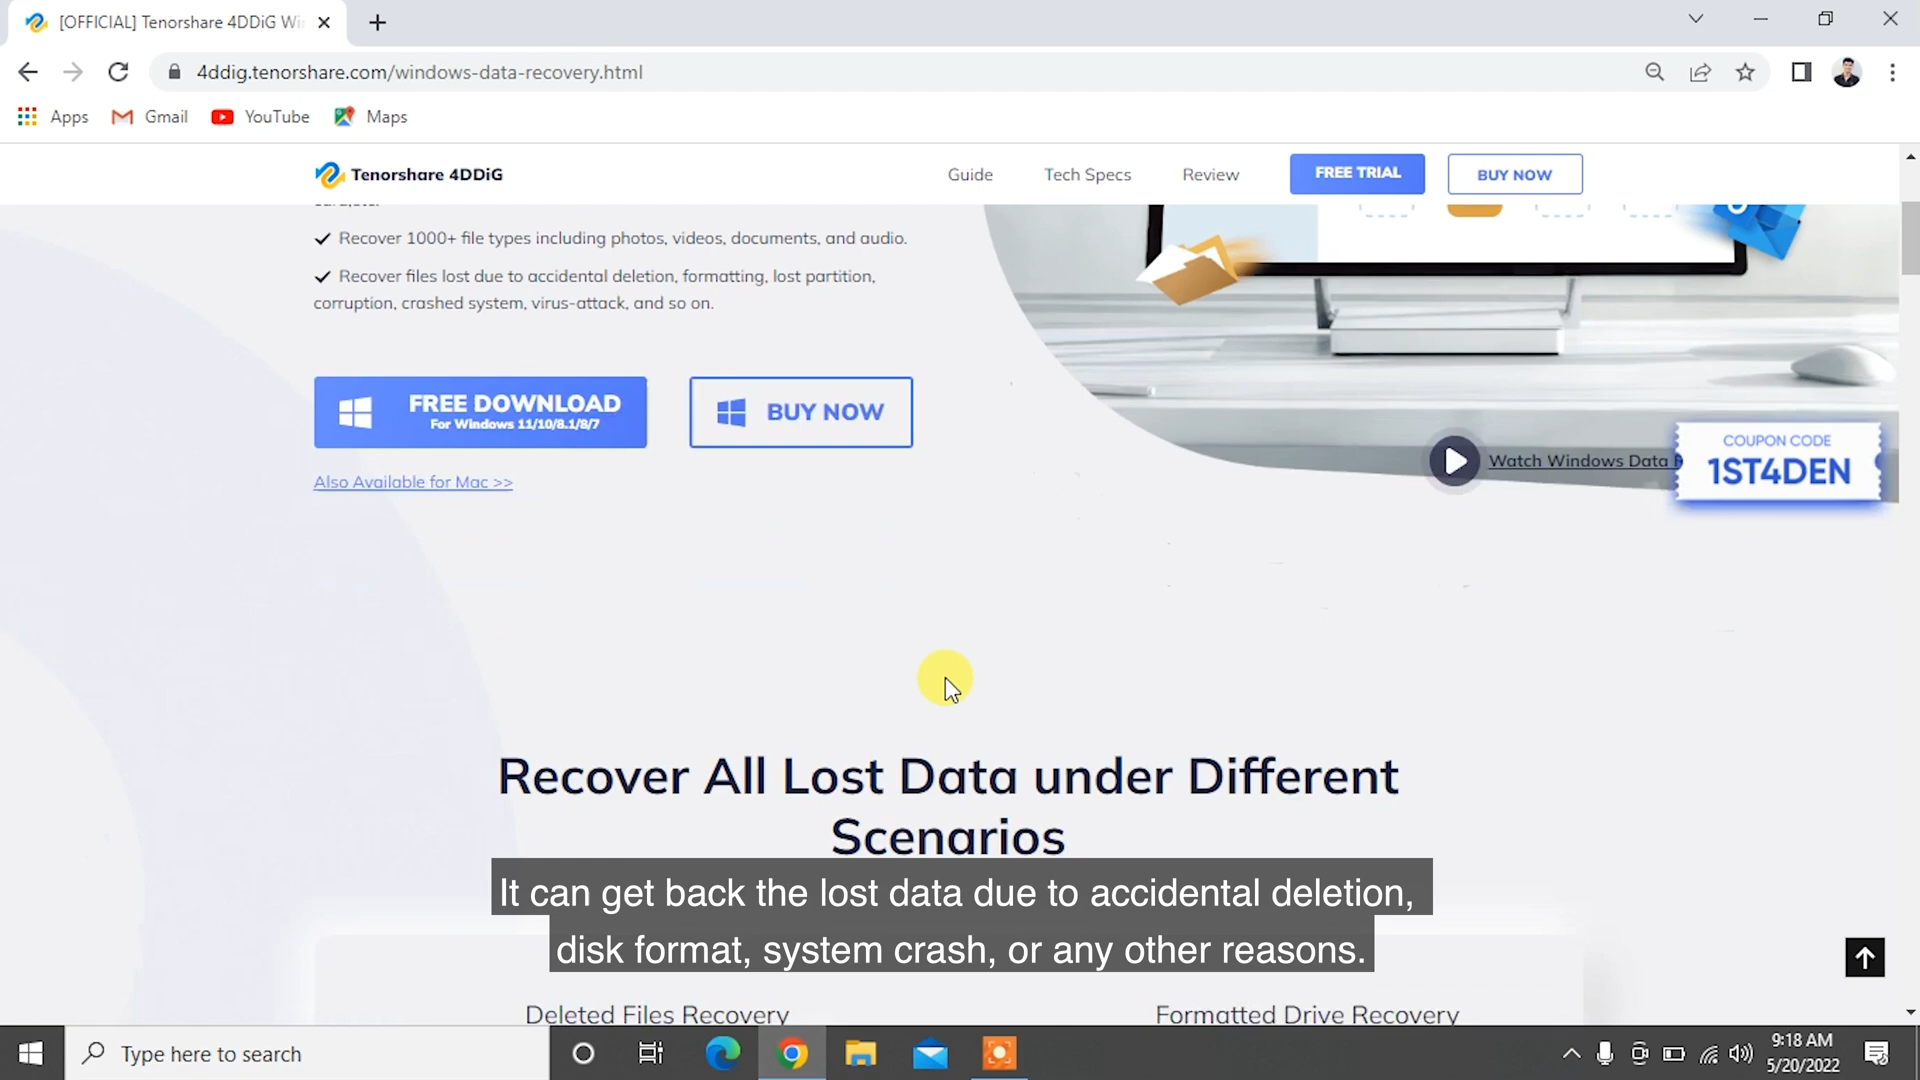 [OFFICIAL] Tenorshare 4DDiG Wi
4ddig.tenorshare.com/windows-data-recovery.html
Apps Gmail YouTube Maps
Tenorshare 4DDiG Guide Tech Specs Review FREE TRIAL BUY NOW
✓ Recover 1000+ file types including photos, videos, documents, and audio.
✓ Recover files lost due to accidental deletion, formatting, lost partition,
corruption, crashed system, virus-attack, and so on.
FREE DOWNLOAD
For Windows 11/10/8.1/8/7
BUY NOW
Also Available for Mac >>
Watch Windows Data
COUPON CODE
1ST4DEN
Recover All Lost Data under Different
Scenarios
It can get back the lost data due to accidental deletion,
disk format, system crash, or any other reasons.
Deleted Files Recovery Formatted Drive Recovery
Type here to search
9:18 AM
5/20/2022